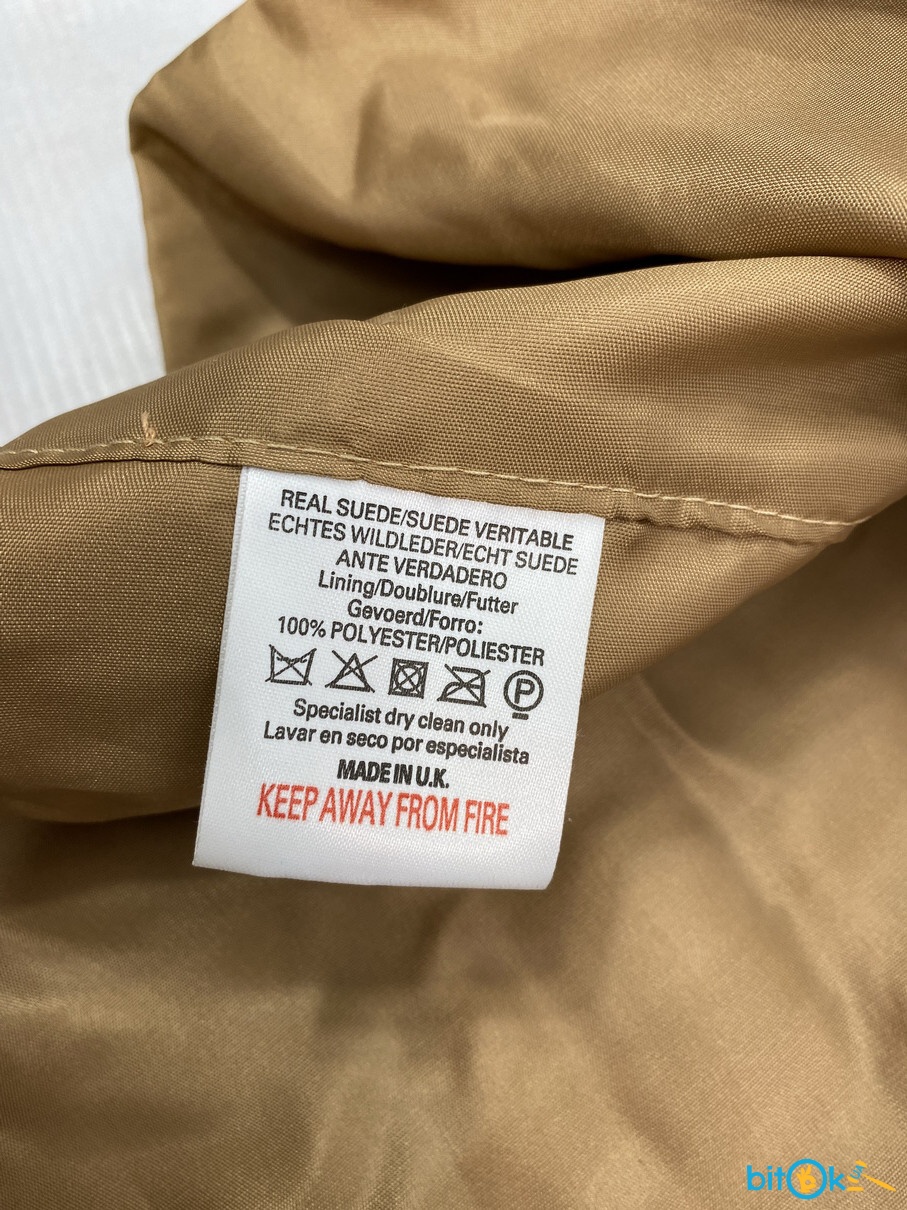 REAL SUEDE/SUEDE VERITABLE
ECHTES WILDLEDER/ECHT SUEDE
ANTE VERDADERO
Lining/Doublure/Futter
Gevoerd/Forro:
100% POLYESTER/POLIESTER
P
Specialist dry clean only
Lavar en seco por especialista
MADE IN U.K.
KEEP AWAY FROM FIRE
bitOk